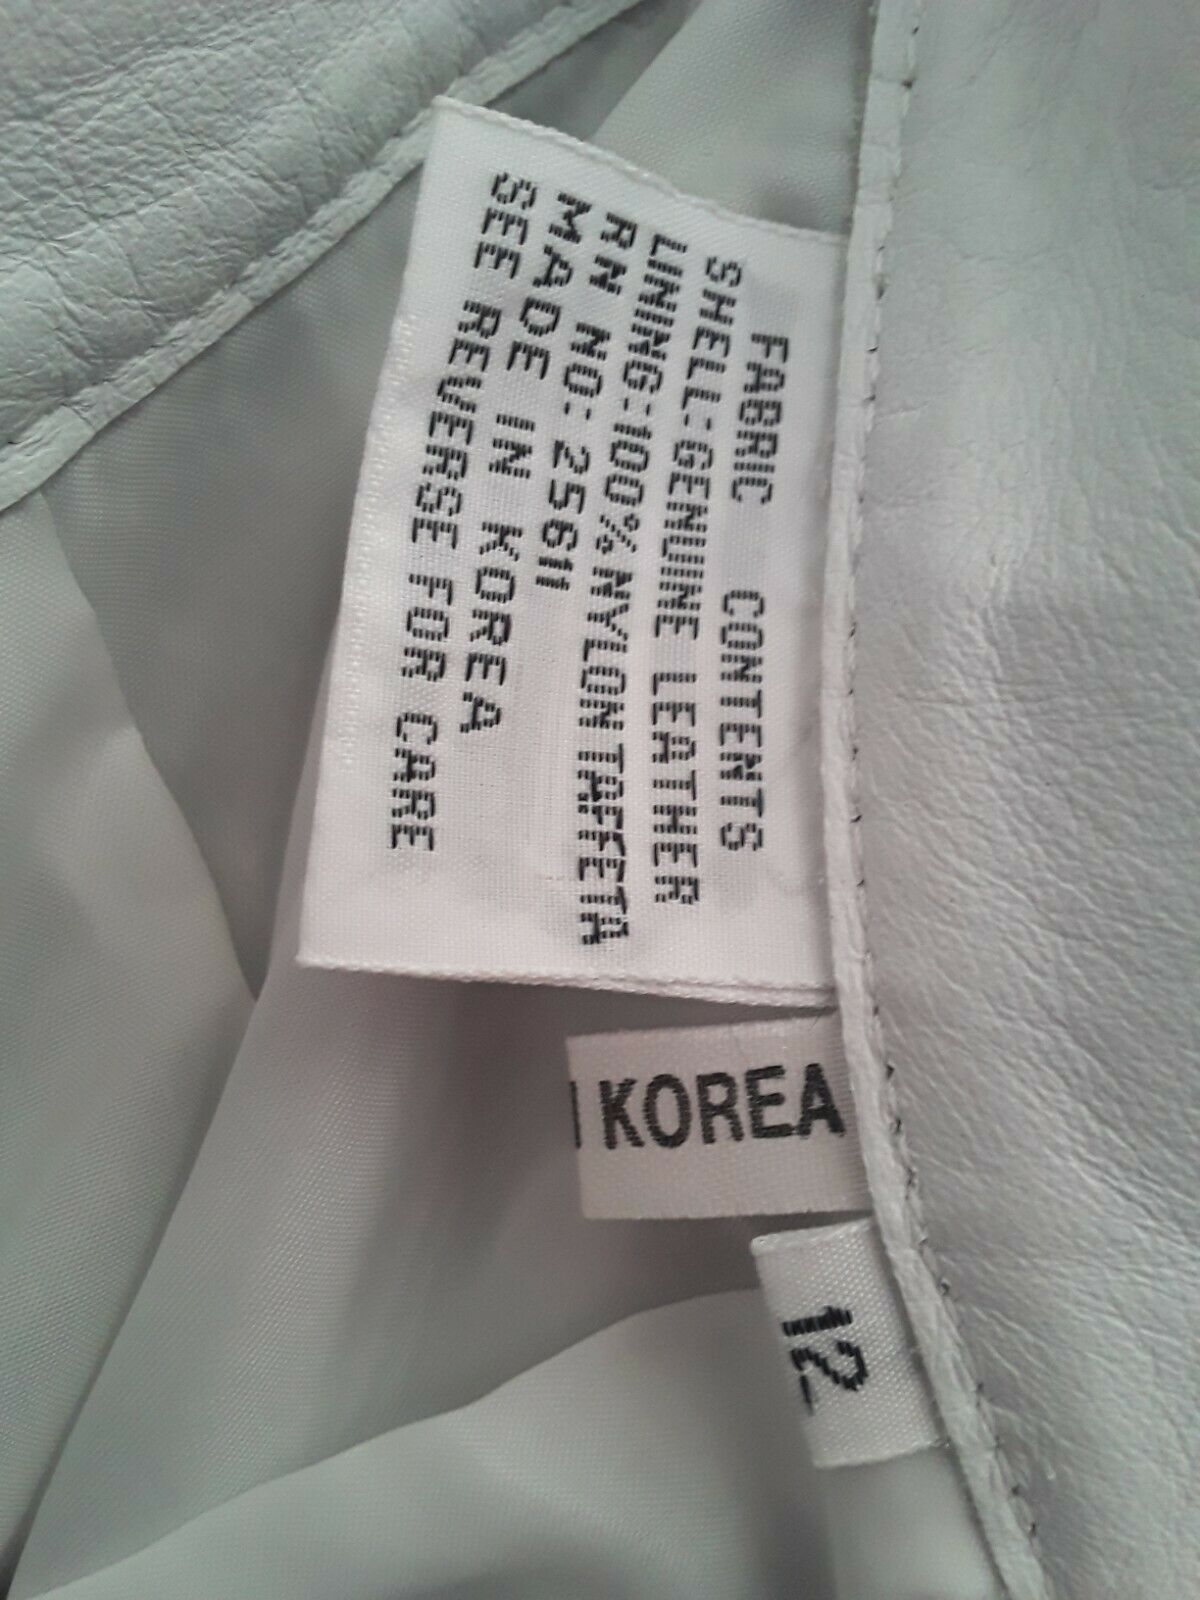 FABRIC CONTENTS
SHELL:GENUINE LEATHER
LINING:100%NYLON TAFFETA
RN NO: 25611
MADE IN KOREA
SEE REVERSE FOR CARE
KOREA
12